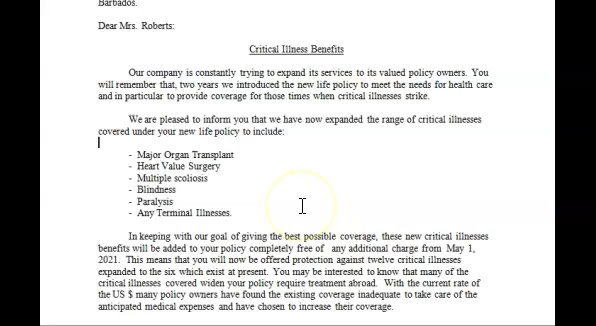 Barbados.
Dear Mrs. Roberts:
Critical Illness Benefits
Our company is constantly trying to expand its services to its valued policy owners. You
will remember that, two years we introduced the new life policy to meet the needs for health care
and in particular to provide coverage for those times when critical illnesses strike.
We are pleased to inform you that we have now expanded the range of critical illnesses
covered under your new life policy to include:
- Major Organ Transplant
- Heart Value Surgery
- Multiple scoliosis
- Blindness
- Paralysis
- Any Terminal Illnesses.
In keeping with our goal of giving the best possible coverage, these new critical illnesses
benefits will be added to your policy completely free of any additional charge from May 1,
2021. This means that you will now be offered protection against twelve critical illnesses
expanded to the six which exist at present. You may be interested to know that many of the
critical illnesses covered widen your policy require treatment abroad. With the current rate of
the US $ many policy owners have found the existing coverage inadequate to take care of the
anticipated medical expenses and have chosen to increase their coverage.